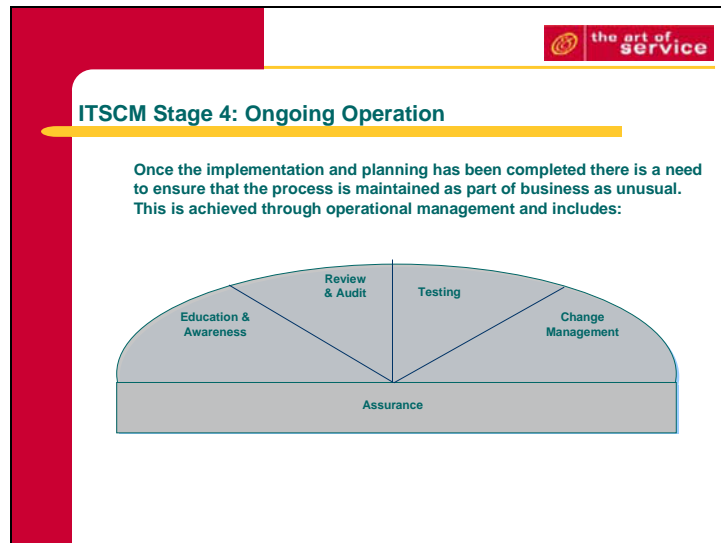 the art of
service
ITSCM Stage 4: Ongoing Operation
Once the implementation and planning has been completed there is a need
to ensure that the process is maintained as part of business as unusual.
This is achieved through operational management and includes:
Education &
Awareness
Review
& Audit
Testing
Change
Management
Assurance